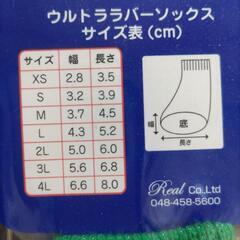 ウルトララバーソックス
サイズ表(cm)
サイズ 幅 長さ
XS 2.8 3.5
S 3.2 3.9
M 3.7 4.5
L 4.3 5.2
2L 5.0 6.0
3L 5.6 6.8
4L 6.6 8.0
幅
底
長さ
Real Co.,Ltd
048-458-5600